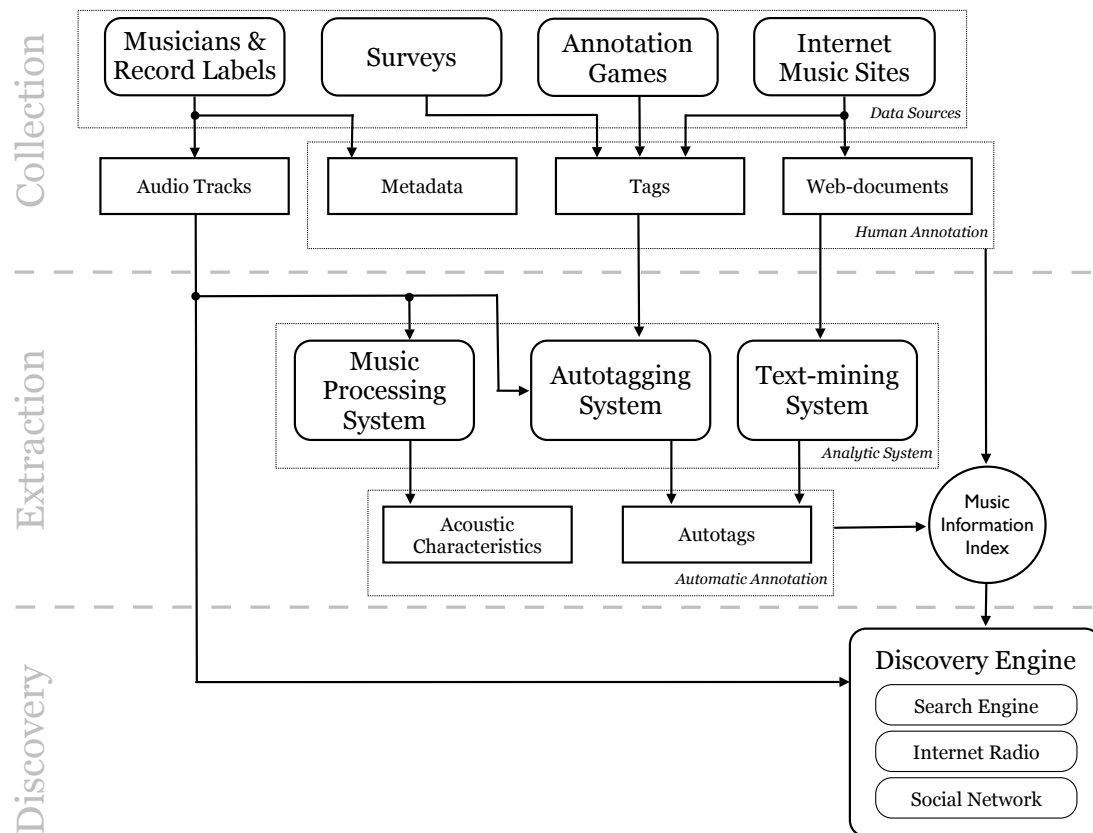 Collection
Musicians &
Record Labels
Surveys
Annotation
Games
Internet
Music Sites
Data Sources
Audio Tracks
Metadata
Tags
Web-documents
Human Annotation
Extraction
Music
Processing
System
Autotagging
System
Text-mining
System
Analytic System
Acoustic
Characteristics
Autotags
Automatic Annotation
Music
Information
Index
Discovery
Discovery Engine
Search Engine
Internet Radio
Social Network